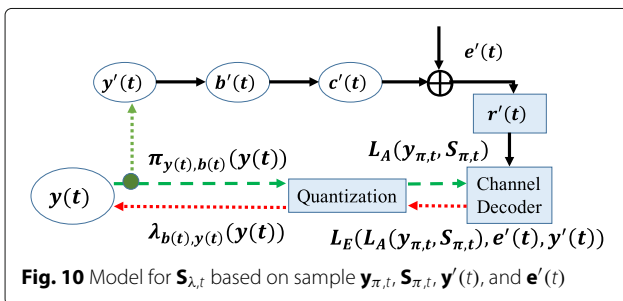 e′(t)
y′(t) b′(t) c′(t)
r′(t)
π_{y(t),b(t)}(y(t)) L_A(y_{π,t}, S_{π,t})
y(t) Quantization Channel Decoder
λ_{b(t),y(t)}(y(t)) L_E(L_A(y_{π,t}, S_{π,t}), e′(t), y′(t))
Fig. 10 Model for S_{λ,t} based on sample y_{π,t}, S_{π,t}, y′(t), and e′(t)